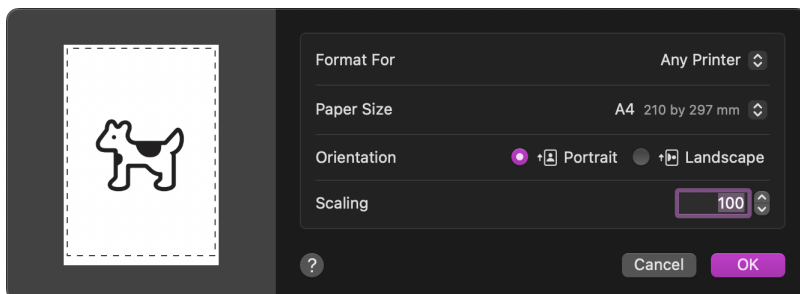 Format For Any Printer
Paper Size A4 210 by 297 mm
Orientation Portrait Landscape
Scaling 100
? Cancel OK